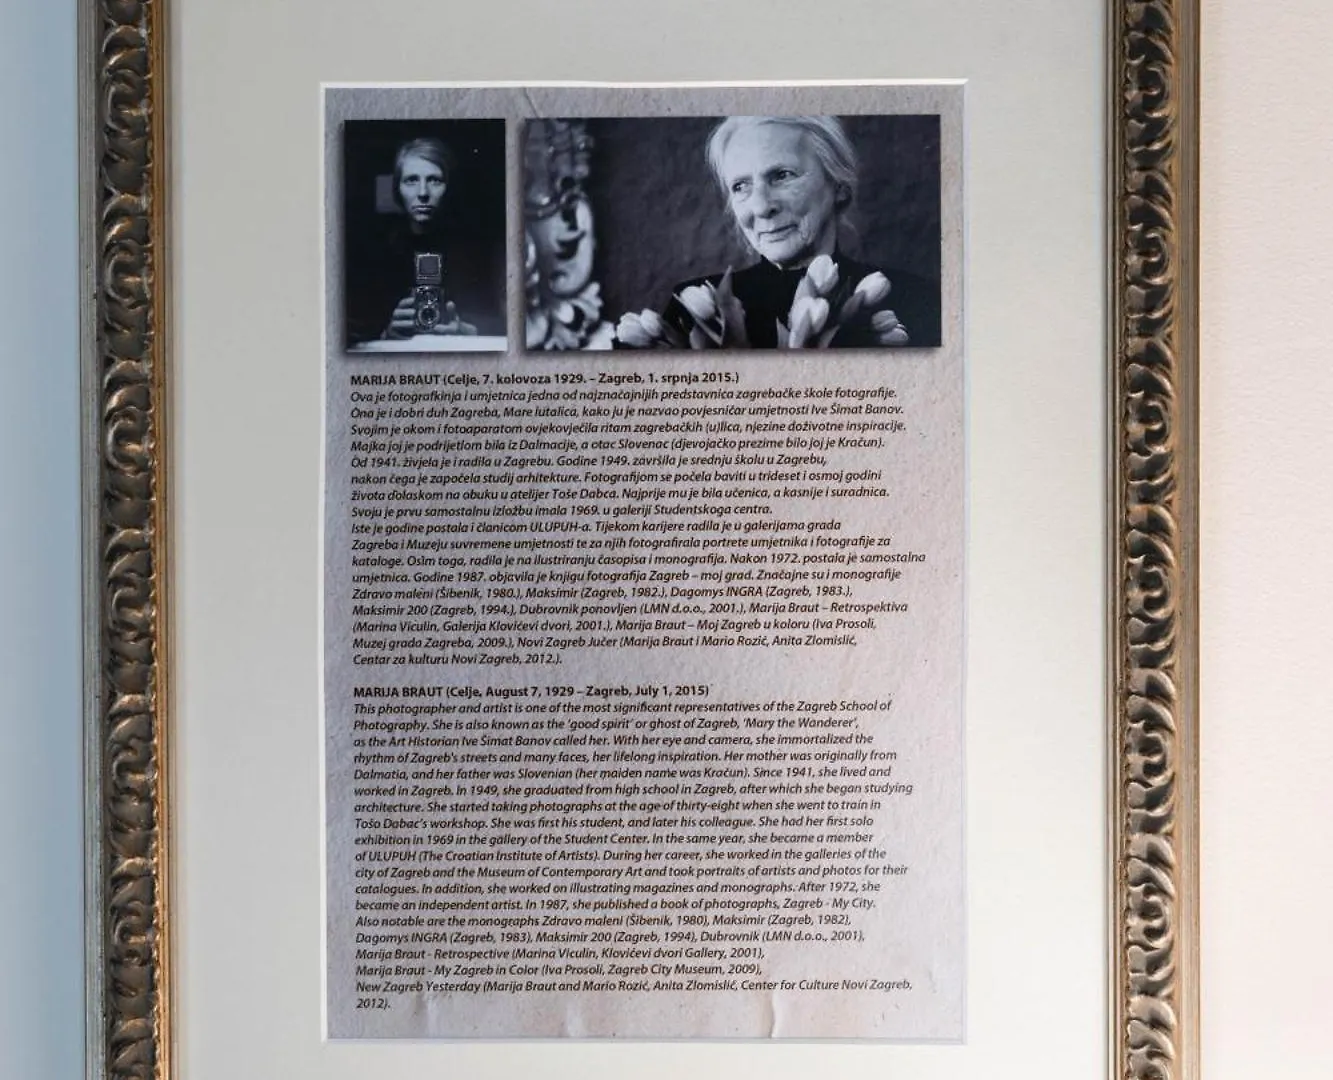 MARIJA BRAUT (Celje, 7. kolovoza 1929. – Zagreb, 1. srpnja 2015.)
Ova je fotografkinja i umjetnica jedna od najznačajnijih predstavnica zagrebačke škole fotografije.
Ona je i dobri duh Zagreba, Mare lutalica, kako ju je nazvao povjesničar umjetnosti Ive Šimat Banov.
Svojim je okom i fotoaparatom ovjekovječila ritam zagrebačkih (u)lica, njezine doživotne inspiracije.
Majka joj je podrijetlom bila iz Dalmacije, a otac Slovenac (djevojačko prezime bilo joj je Kračun).
Od 1941. živjela je i radila u Zagrebu. Godine 1949. završila je srednju školu u Zagrebu,
nakon čega je započela studij arhitekture. Fotografijom se počela baviti u trideset i osmoj godini
života dolaskom na obuku u atelijer Toše Dabca. Najprije mu je bila učenica, a kasnije i suradnica.
Svoju je prvu samostalnu izložbu imala 1969. u galeriji Studentskoga centra.
Iste je godine postala i članicom ULUPUH-a. Tijekom karijere radila je u galerijama grada
Zagreba i Muzeju suvremene umjetnosti te za njih fotografirala portrete umjetnika i fotografije za
kataloge. Osim toga, radila je na ilustriranju časopisa i monografija. Nakon 1972. postala je samostalna
umjetnica. Godine 1987. objavila je knjigu fotografija Zagreb – moj grad. Značajne su i monografije
Zdravo maleni (Šibenik, 1980.), Maksimir (Zagreb, 1982.), Dagomys INGRA (Zagreb, 1983.),
Maksimir 200 (Zagreb, 1994.), Dubrovnik ponovljen (LMN d.o.o., 2001.), Marija Braut – Retrospektiva
(Marina Viculin, Galerija Klovićevi dvori, 2001.), Marija Braut – Moj Zagreb u koloru (Iva Prosoli,
Muzej grada Zagreba, 2009.), Novi Zagreb Jučer (Marija Braut i Mario Rozić, Anita Zlomislić,
Centar za kulturu Novi Zagreb, 2012.).
MARIJA BRAUT (Celje, August 7, 1929 – Zagreb, July 1, 2015)
This photographer and artist is one of the most significant representatives of the Zagreb School of
Photography. She is also known as the 'good spirit' or ghost of Zagreb, 'Mary the Wanderer',
as the Art Historian Ive Šimat Banov called her. With her eye and camera, she immortalized the
rhythm of Zagreb's streets and many faces, her lifelong inspiration. Her mother was originally from
Dalmatia, and her father was Slovenian (her maiden name was Kračun). Since 1941, she lived and
worked in Zagreb. In 1949, she graduated from high school in Zagreb, after which she began studying
architecture. She started taking photographs at the age of thirty-eight when she went to train in
Tošo Dabac's workshop. She was first his student, and later his colleague. She had her first solo
exhibition in 1969 in the gallery of the Student Center. In the same year, she became a member
of ULUPUH (The Croatian Institute of Artists). During her career, she worked in the galleries of the
city of Zagreb and the Museum of Contemporary Art and took portraits of artists and photos for their
catalogues. In addition, she worked on illustrating magazines and monographs. After 1972, she
became an independent artist. In 1987, she published a book of photographs, Zagreb - My City.
Also notable are the monographs Zdravo maleni (Šibenik, 1980), Maksimir (Zagreb, 1982),
Dagomys INGRA (Zagreb, 1983), Maksimir 200 (Zagreb, 1994), Dubrovnik (LMN d.o.o., 2001),
Marija Braut - Retrospective (Marina Viculin, Klovićevi dvori Gallery, 2001),
Marija Braut - My Zagreb in Color (Iva Prosoli, Zagreb City Museum, 2009),
New Zagreb Yesterday (Marija Braut and Mario Rozić, Anita Zlomislić, Center for Culture Novi Zagreb,
2012).